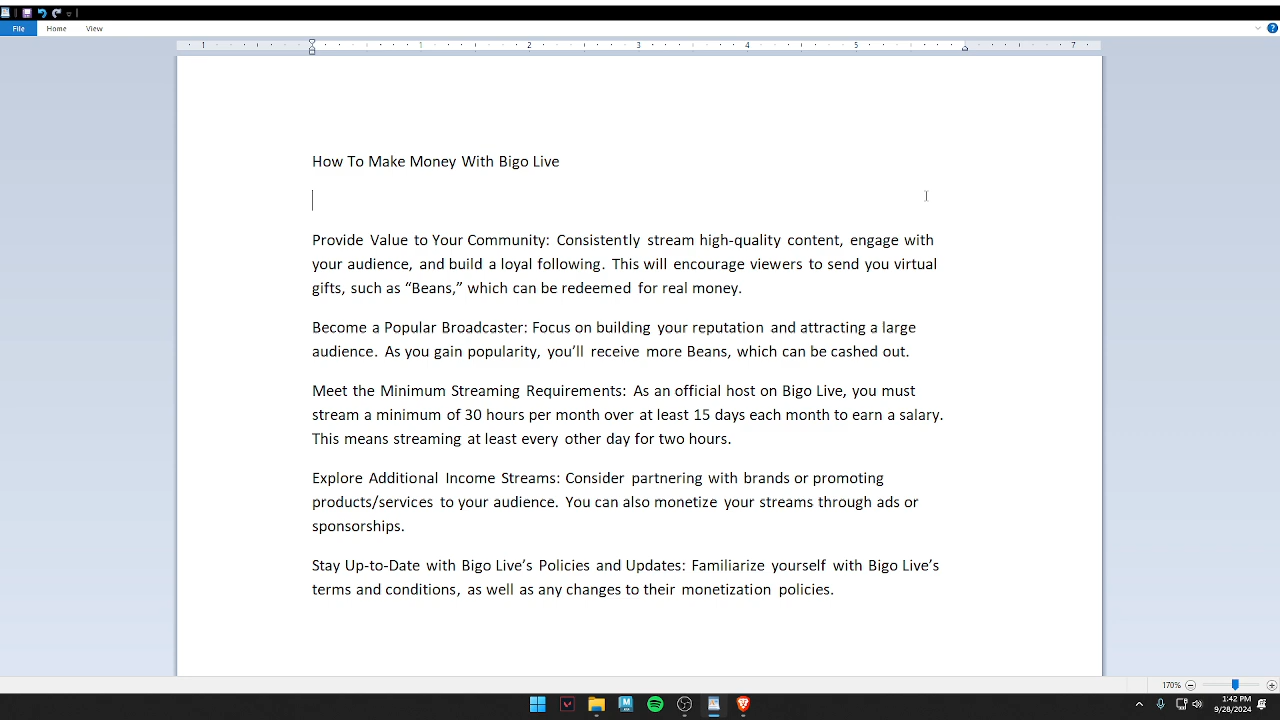 File
Home
View
1 1 2 3 4 5 7
How To Make Money With Bigo Live
Provide Value to Your Community: Consistently stream high-quality content, engage with
your audience, and build a loyal following. This will encourage viewers to send you virtual
gifts, such as “Beans,” which can be redeemed for real money.
Become a Popular Broadcaster: Focus on building your reputation and attracting a large
audience. As you gain popularity, you’ll receive more Beans, which can be cashed out.
Meet the Minimum Streaming Requirements: As an official host on Bigo Live, you must
stream a minimum of 30 hours per month over at least 15 days each month to earn a salary.
This means streaming at least every other day for two hours.
Explore Additional Income Streams: Consider partnering with brands or promoting
products/services to your audience. You can also monetize your streams through ads or
sponsorships.
Stay Up-to-Date with Bigo Live’s Policies and Updates: Familiarize yourself with Bigo Live’s
terms and conditions, as well as any changes to their monetization policies.
170%
1:42 PM
9/28/2024